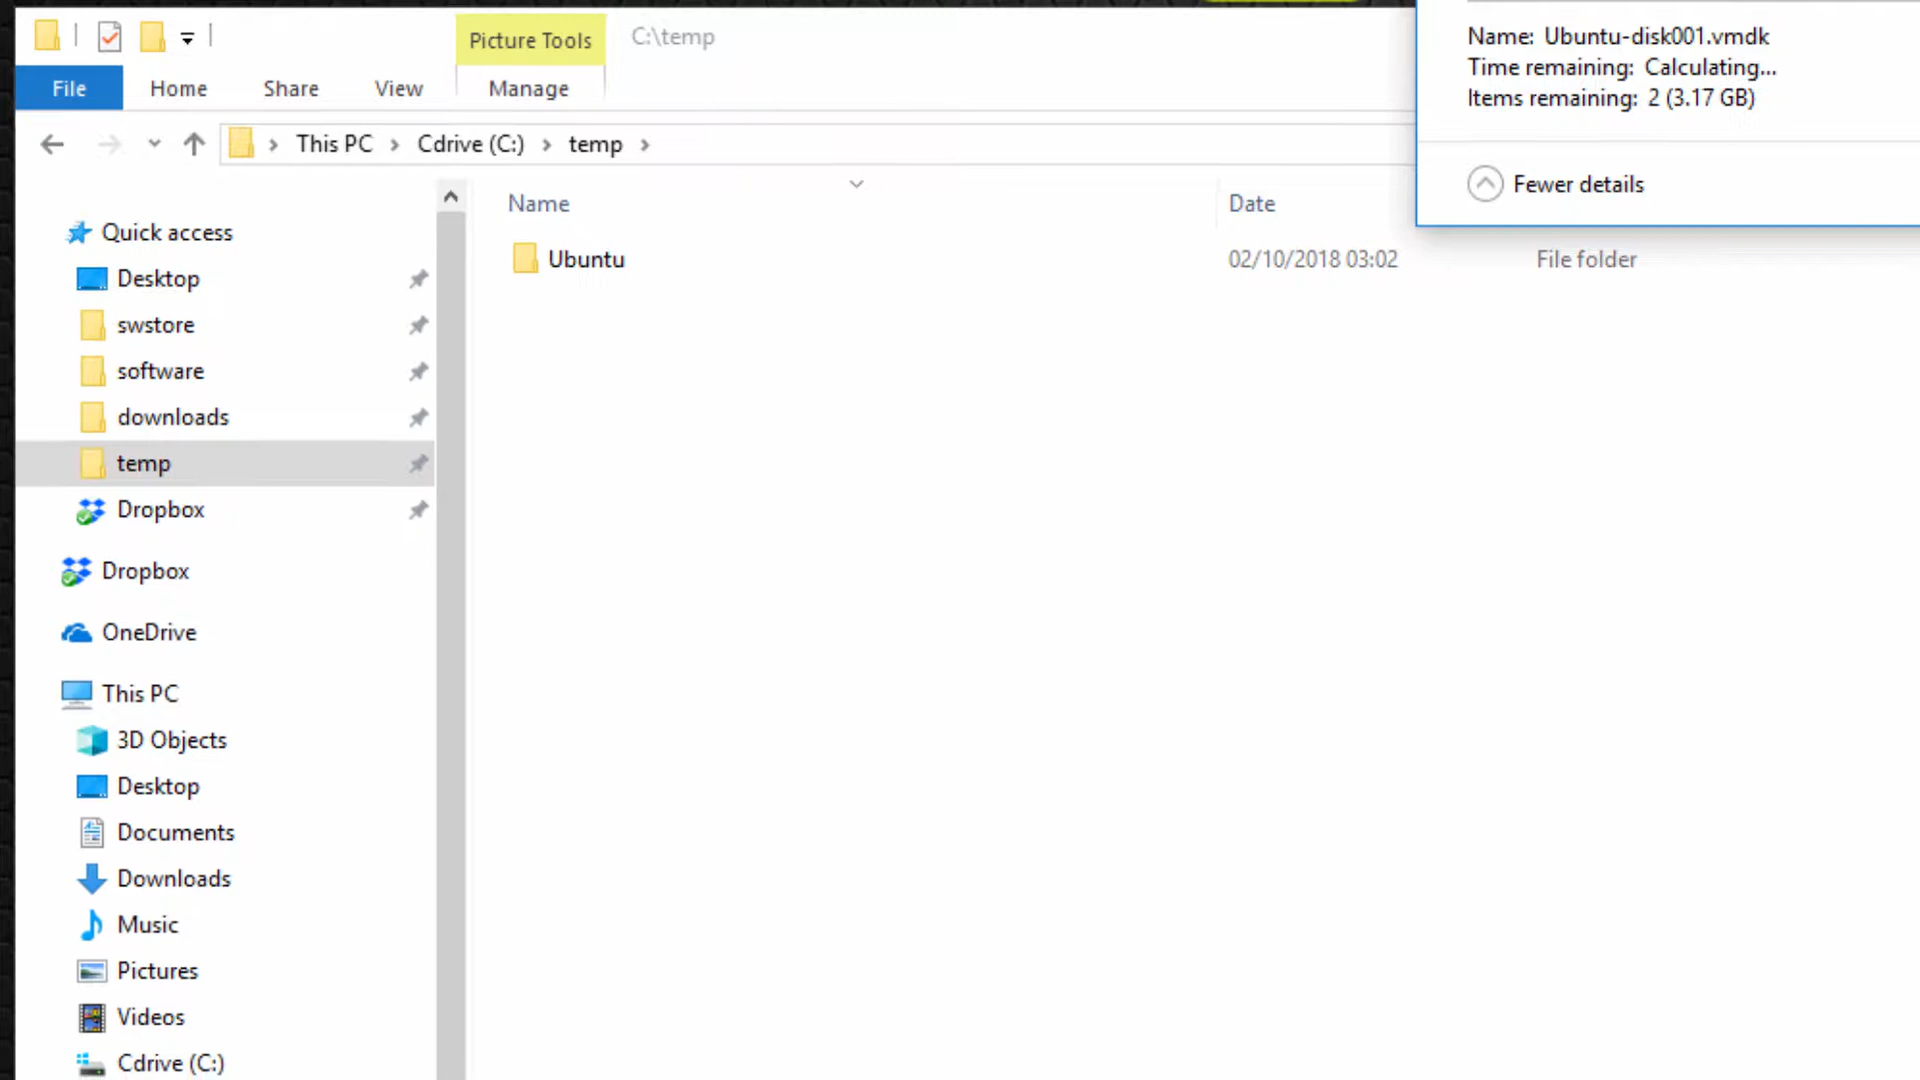 Picture Tools
C:\temp
File
Home
Share
View
Manage
This PC
Cdrive (C:)
temp
Name: Ubuntu-disk001.vmdk
Time remaining: Calculating...
Items remaining: 2 (3.17 GB)
Fewer details
Name
Date
Ubuntu
02/10/2018 03:02
File folder
Quick access
Desktop
swstore
software
downloads
temp
Dropbox
Dropbox
OneDrive
This PC
3D Objects
Desktop
Documents
Downloads
Music
Pictures
Videos
Cdrive (C:)